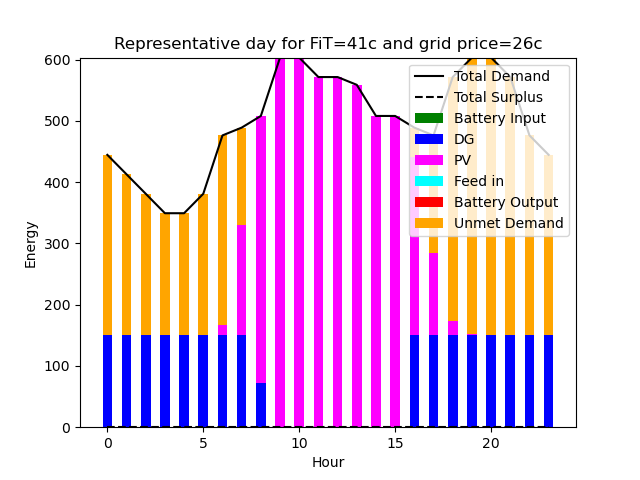 Representative day for FiT=41c and grid price=26c
600
500
400
300
200
100
0
Energy
0
5
10
15
20
Hour
Total Demand
Total Surplus
Battery Input
DG
PV
Feed in
Battery Output
Unmet Demand